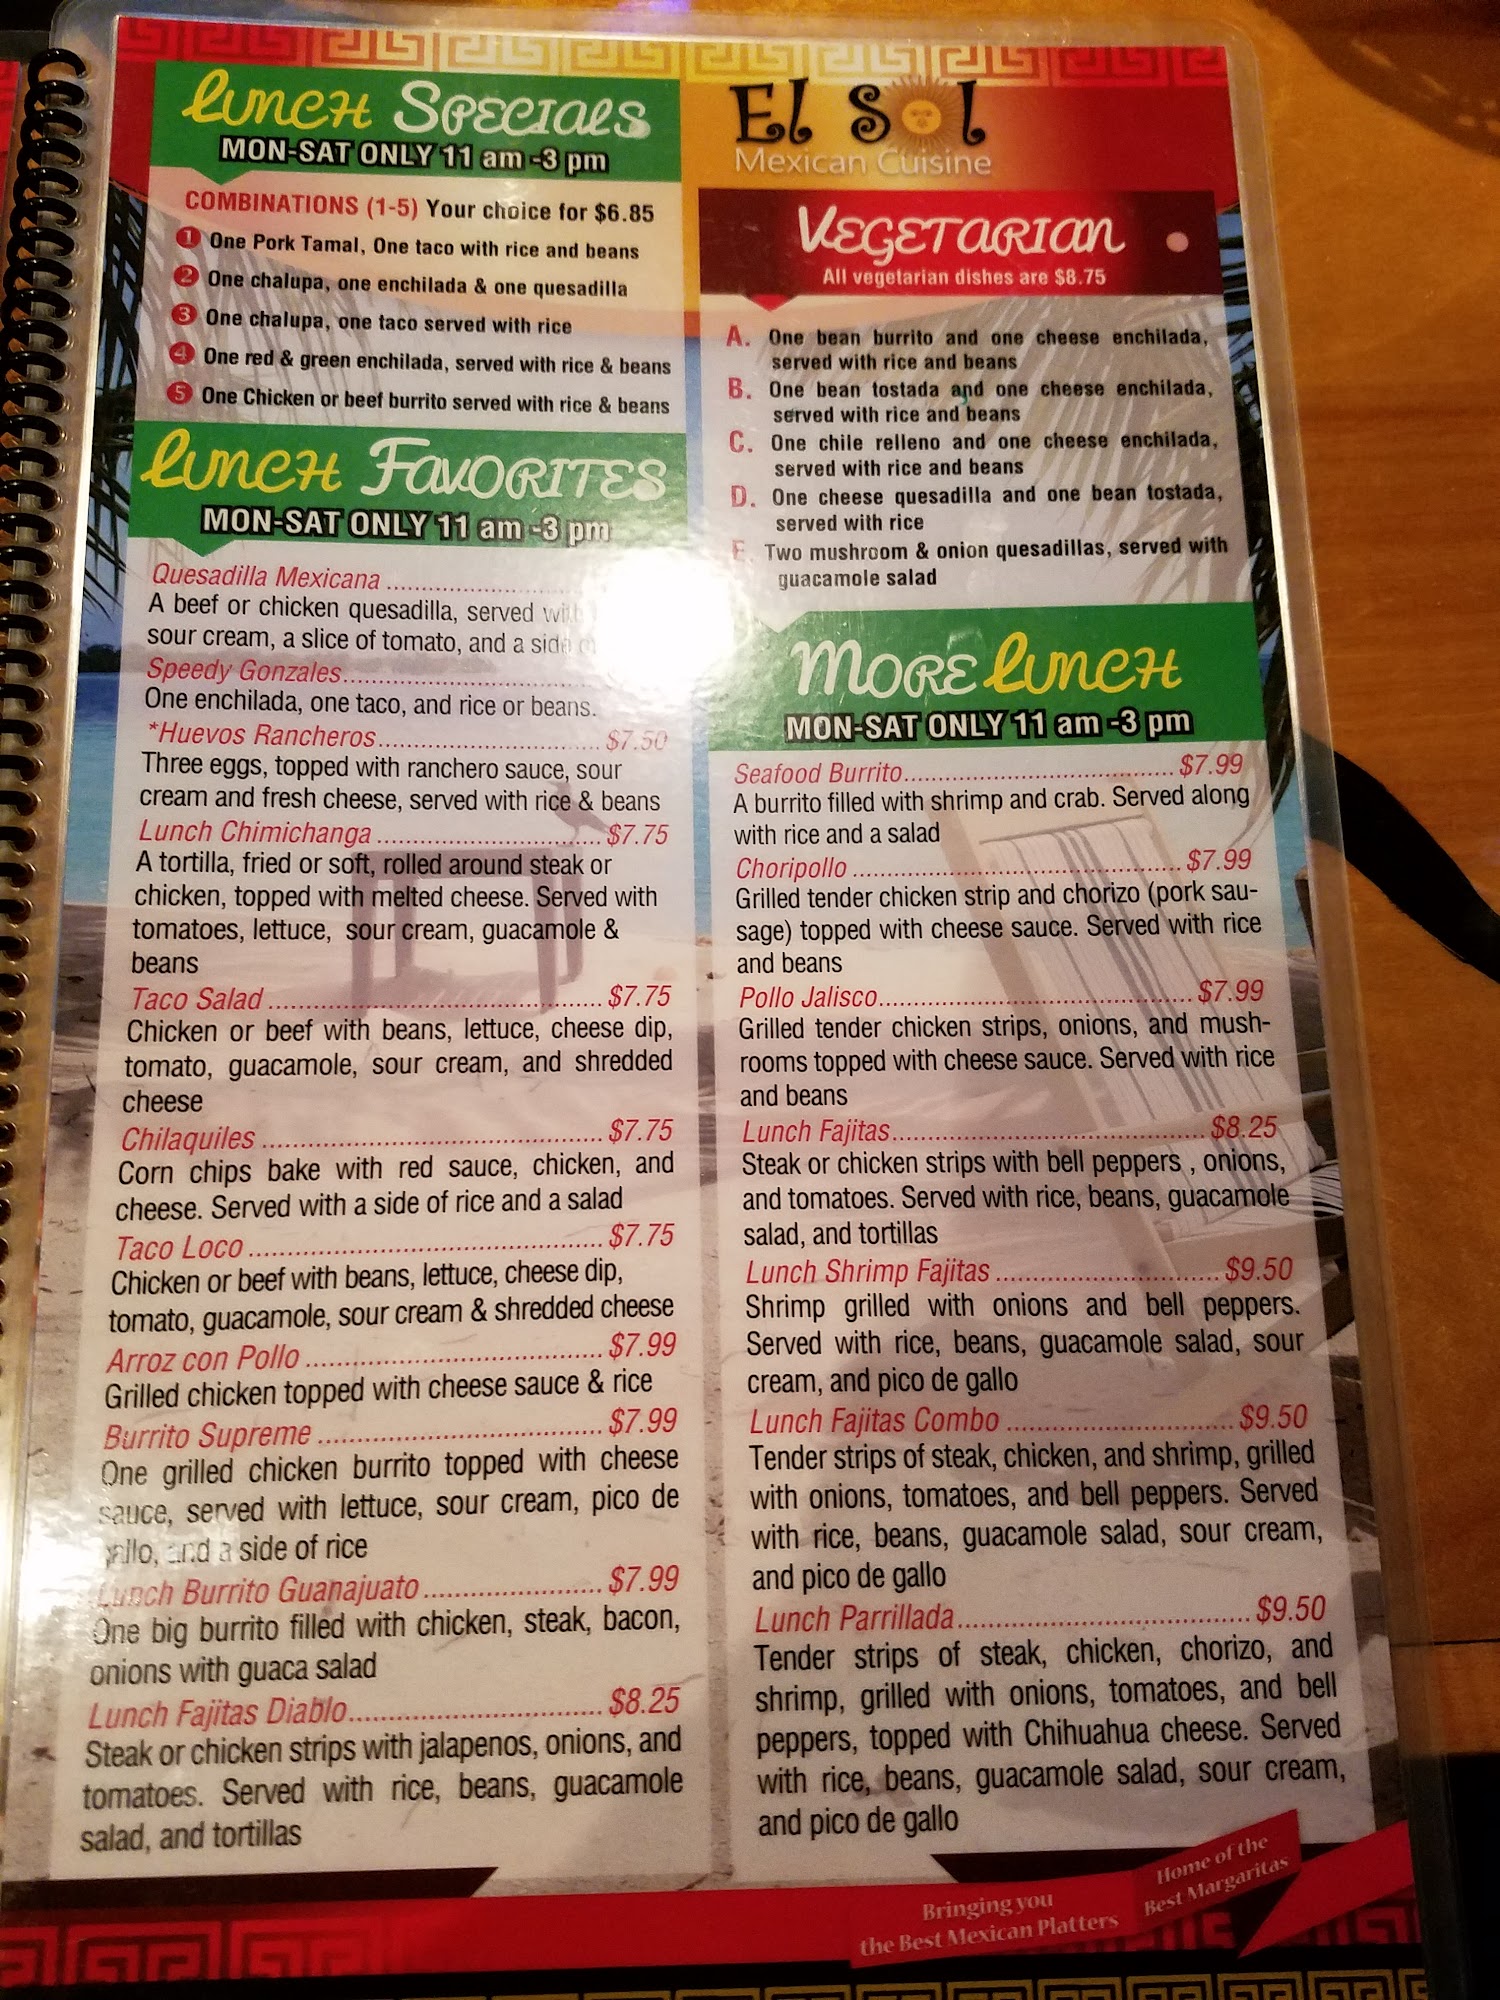 Lunch Specials
MON-SAT ONLY 11 am -3 pm
COMBINATIONS (1-5) Your choice for $6.85
1 One Pork Tamal, One taco with rice and beans
2 One chalupa, one enchilada & one quesadilla
3 One chalupa, one taco served with rice
4 One red & green enchilada, served with rice & beans
5 One Chicken or beef burrito served with rice & beans
Lunch Favorites
MON-SAT ONLY 11 am -3 pm
Quesadilla Mexicana
A beef or chicken quesadilla, served with
sour cream, a slice of tomato, and a side
Speedy Gonzales
One enchilada, one taco, and rice or beans.
*Huevos Rancheros $7.50
Three eggs, topped with ranchero sauce, sour
cream and fresh cheese, served with rice & beans
Lunch Chimichanga $7.75
A tortilla, fried or soft, rolled around steak or
chicken, topped with melted cheese. Served with
tomatoes, lettuce, sour cream, guacamole &
beans
Taco Salad $7.75
Chicken or beef with beans, lettuce, cheese dip,
tomato, guacamole, sour cream, and shredded
cheese
Chilaquiles $7.75
Corn chips bake with red sauce, chicken, and
cheese. Served with a side of rice and a salad
Taco Loco $7.75
Chicken or beef with beans, lettuce, cheese dip,
tomato, guacamole, sour cream & shredded cheese
Arroz con Pollo $7.99
Grilled chicken topped with cheese sauce & rice
Burrito Supreme $7.99
One grilled chicken burrito topped with cheese
sauce, served with lettuce, sour cream, pico de
gallo, and a side of rice
Lunch Burrito Guanajuato $7.99
One big burrito filled with chicken, steak, bacon,
onions with guaca salad
Lunch Fajitas Diablo $8.25
Steak or chicken strips with jalapenos, onions, and
tomatoes. Served with rice, beans, guacamole
salad, and tortillas
El Sol
Mexican Cuisine
Vegetarian
All vegetarian dishes are $8.75
A. One bean burrito and one cheese enchilada,
served with rice and beans
B. One bean tostada and one cheese enchilada,
served with rice and beans
C. One chile relleno and one cheese enchilada,
served with rice and beans
D. One cheese quesadilla and one bean tostada,
served with rice
E. Two mushroom & onion quesadillas, served with
guacamole salad
More Lunch
MON-SAT ONLY 11 am -3 pm
Seafood Burrito $7.99
A burrito filled with shrimp and crab. Served along
with rice and a salad
Choripollo $7.99
Grilled tender chicken strip and chorizo (pork sau-
sage) topped with cheese sauce. Served with rice
and beans
Pollo Jalisco $7.99
Grilled tender chicken strips, onions, and mush-
rooms topped with cheese sauce. Served with rice
and beans
Lunch Fajitas $8.25
Steak or chicken strips with bell peppers , onions,
and tomatoes. Served with rice, beans, guacamole
salad, and tortillas
Lunch Shrimp Fajitas $9.50
Shrimp grilled with onions and bell peppers.
Served with rice, beans, guacamole salad, sour
cream, and pico de gallo
Lunch Fajitas Combo $9.50
Tender strips of steak, chicken, and shrimp, grilled
with onions, tomatoes, and bell peppers. Served
with rice, beans, guacamole salad, sour cream,
and pico de gallo
Lunch Parrillada $9.50
Tender strips of steak, chicken, chorizo, and
shrimp, grilled with onions, tomatoes, and bell
peppers, topped with Chihuahua cheese. Served
with rice, beans, guacamole salad, sour cream,
and pico de gallo
Bringing you
the Best Mexican Platters
Home of the
Best Margaritas